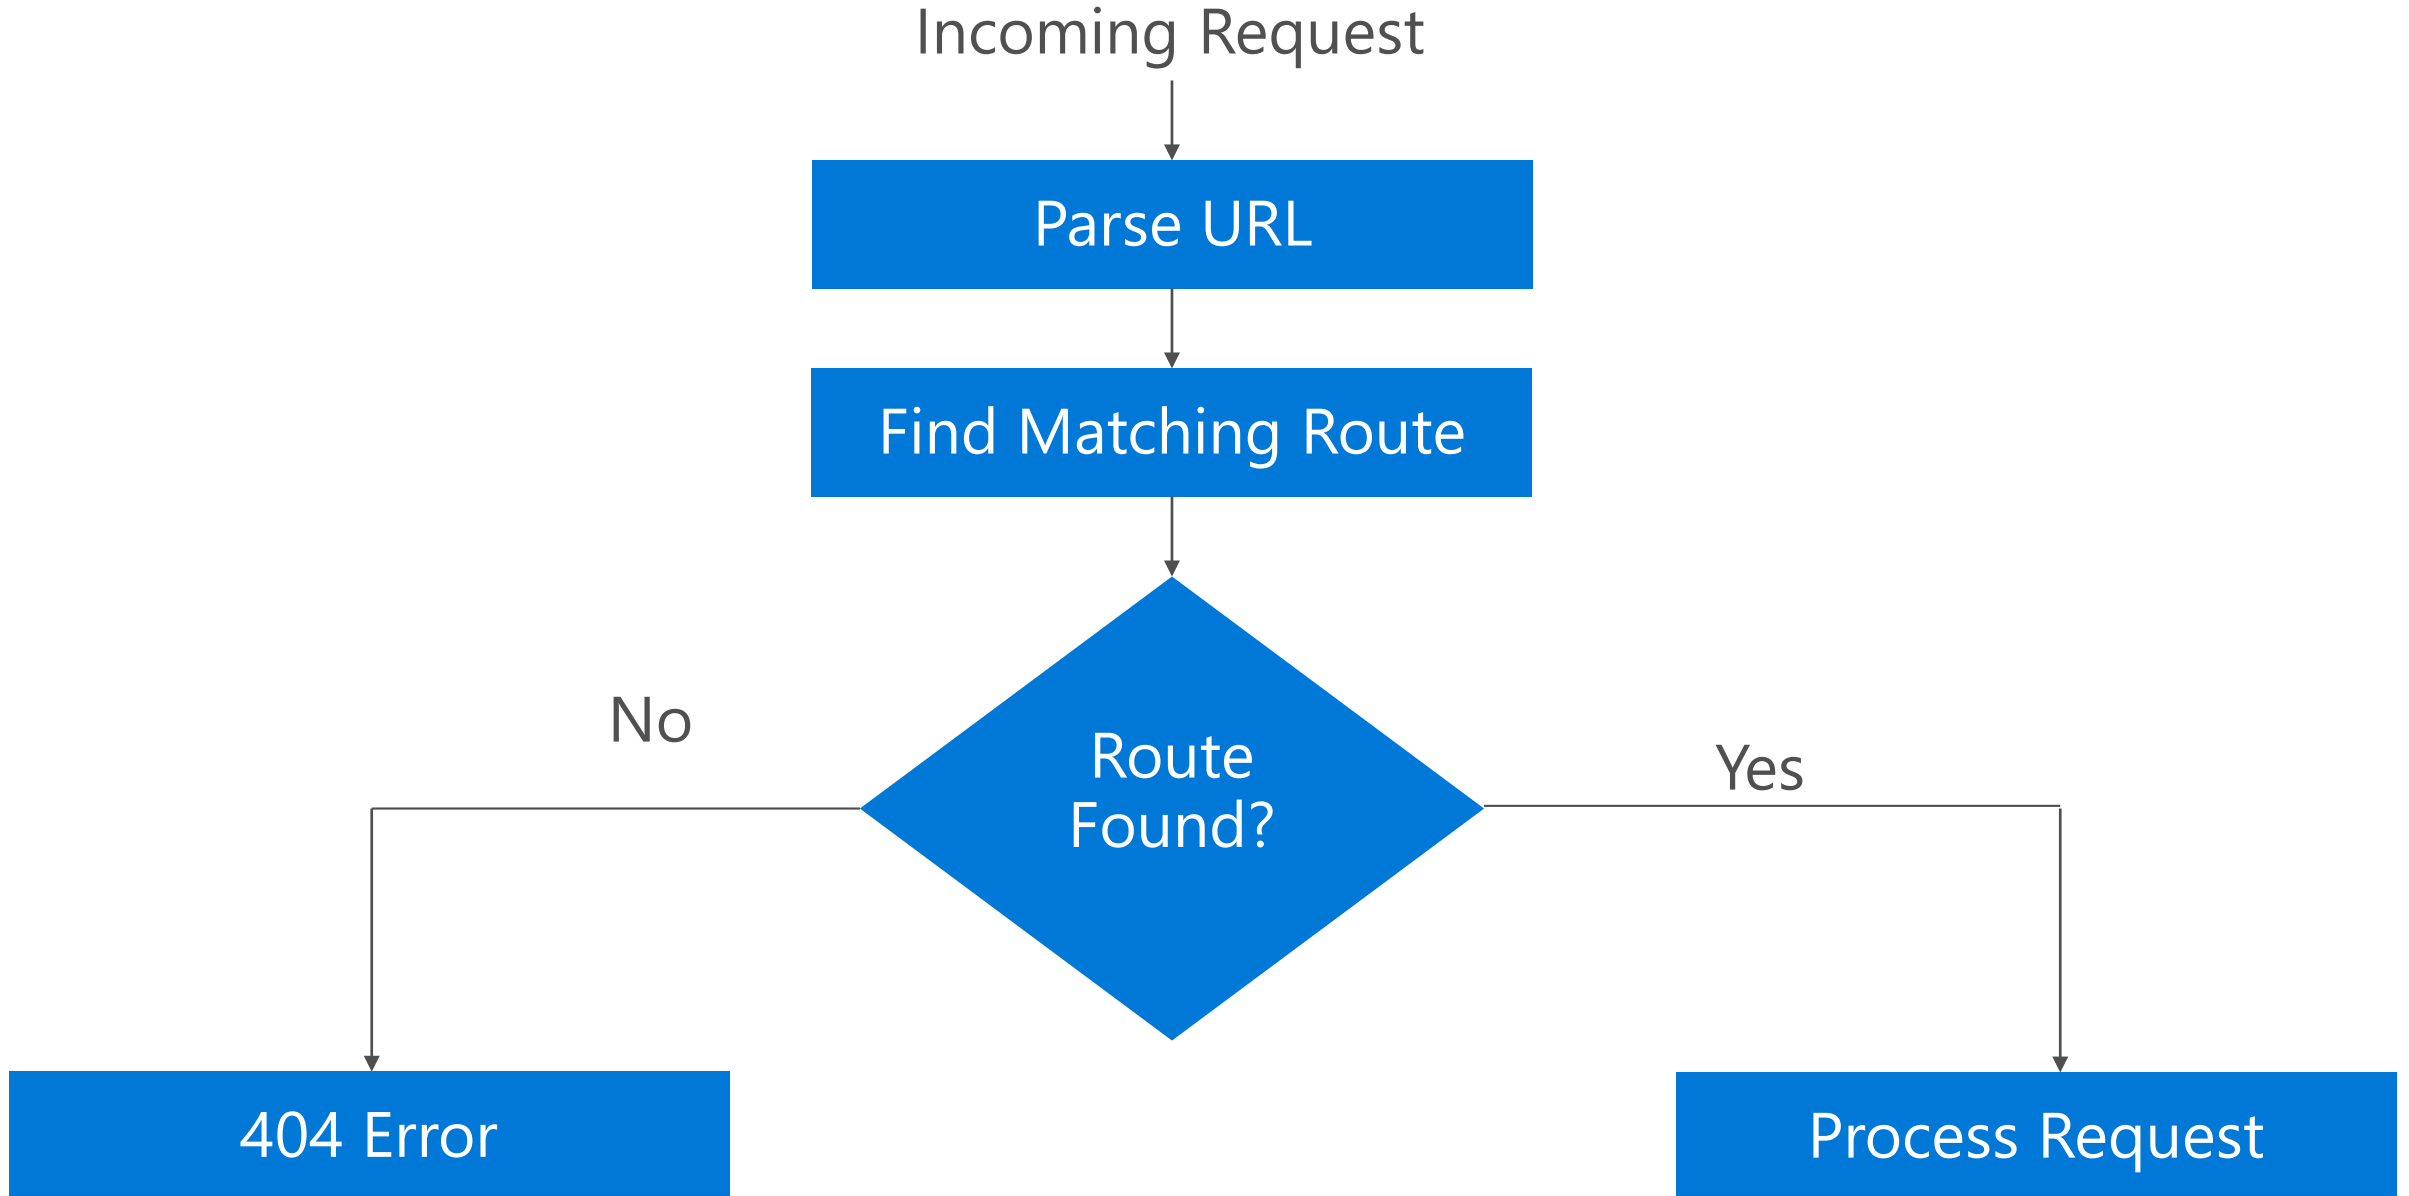 Incoming Request
Parse URL
Find Matching Route
Route
Found?
No
Yes
404 Error
Process Request